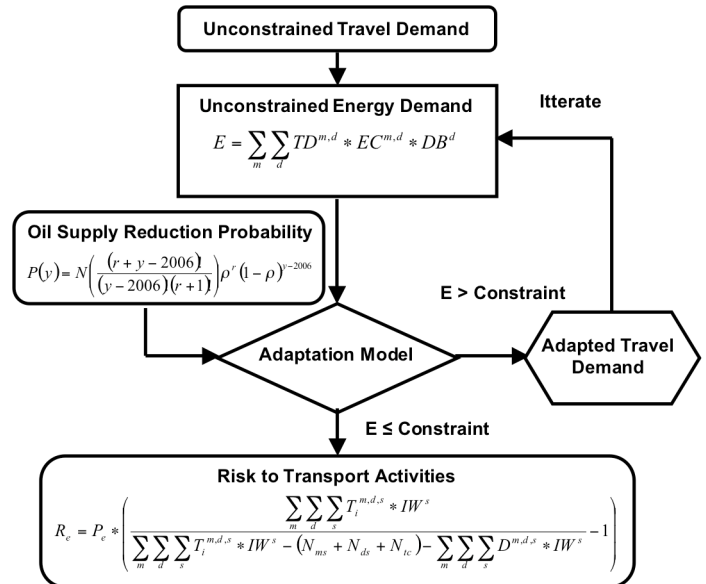 Unconstrained Travel Demand
Unconstrained Energy Demand
E = ∑_m ∑_d TD^{m,d} * EC^{m,d} * DB^d
Itterate
Oil Supply Reduction Probability
P(y) = N( (r + y − 2006)! / (y − 2006)(r + 1)! ) ρ^r (1 − ρ)^{y−2006}
E > Constraint
Adaptation Model
Adapted Travel
Demand
E ≤ Constraint
Risk to Transport Activities
R_e = P_e * ( ∑_m ∑_d ∑_s T_i^{m,d,s} * IW^s / ∑_m ∑_d ∑_s T_i^{m,d,s} * IW^s − (N_{ms} + N_{ds} + N_{tc}) − ∑_m ∑_d ∑_s D^{m,d,s} * IW^s − 1 )